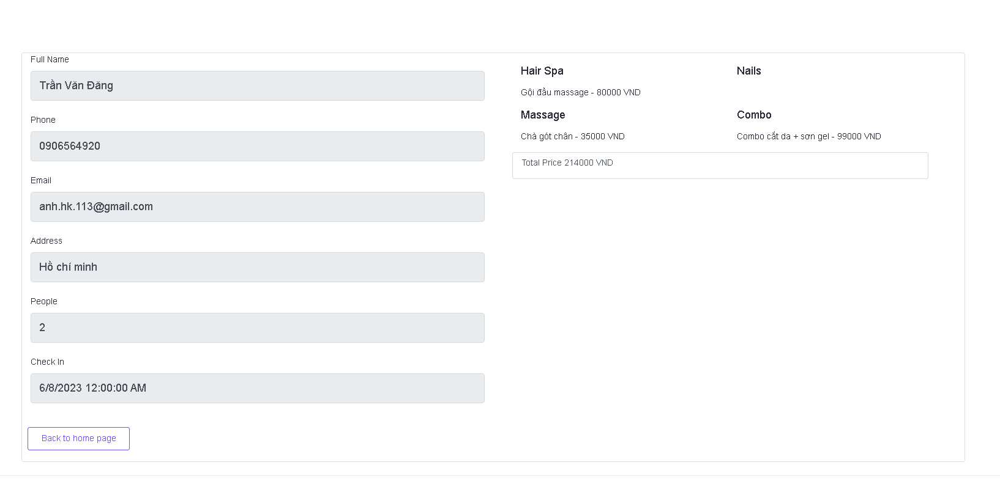 Full Name
Trần Văn Đăng
Phone
0906564920
Email
anh.hk.113@gmail.com
Address
Hồ chí minh
People
2
Check In
6/8/2023 12:00:00 AM
Back to home page
Hair Spa
Gội đầu massage - 80000 VND
Nails
Massage
Chà gót chân - 35000 VND
Combo
Combo cắt da + sơn gel - 99000 VND
Total Price 214000 VND